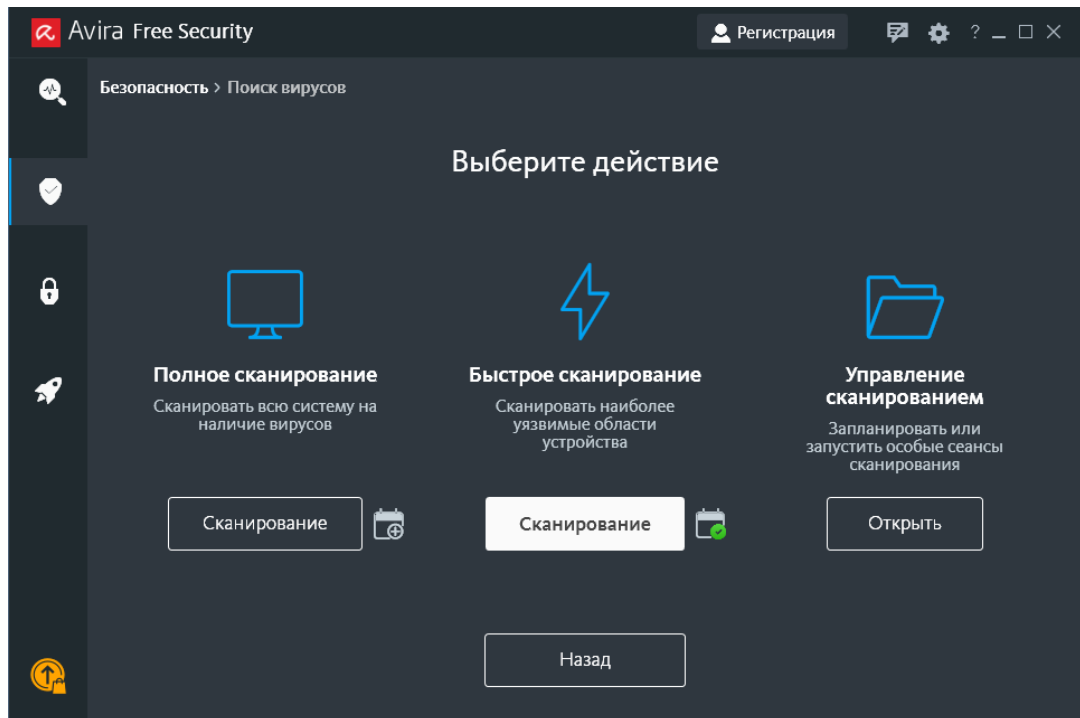 Avira Free Security
Регистрация
?
Безопасность > Поиск вирусов
Выберите действие
Полное сканирование
Сканировать всю систему на
наличие вирусов
Сканирование
Быстрое сканирование
Сканировать наиболее
уязвимые области
устройства
Сканирование
Управление
сканированием
Запланировать или
запустить особые сеансы
сканирования
Открыть
Назад